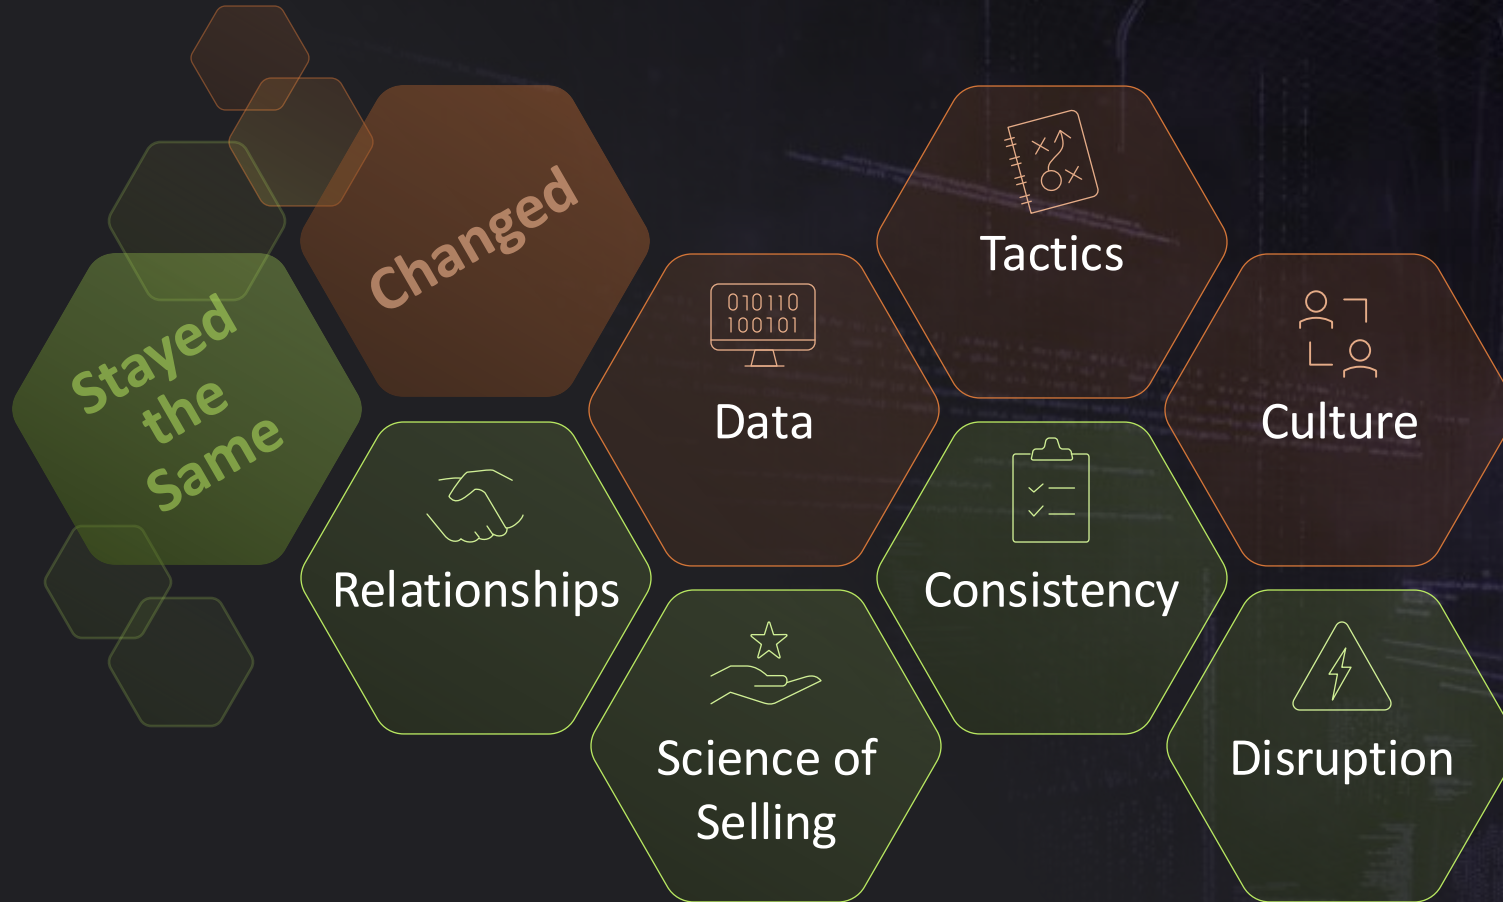 Changed
Stayed
the
Same
Tactics
010110
100101
Data
Culture
Relationships
Consistency
Science of
Selling
Disruption